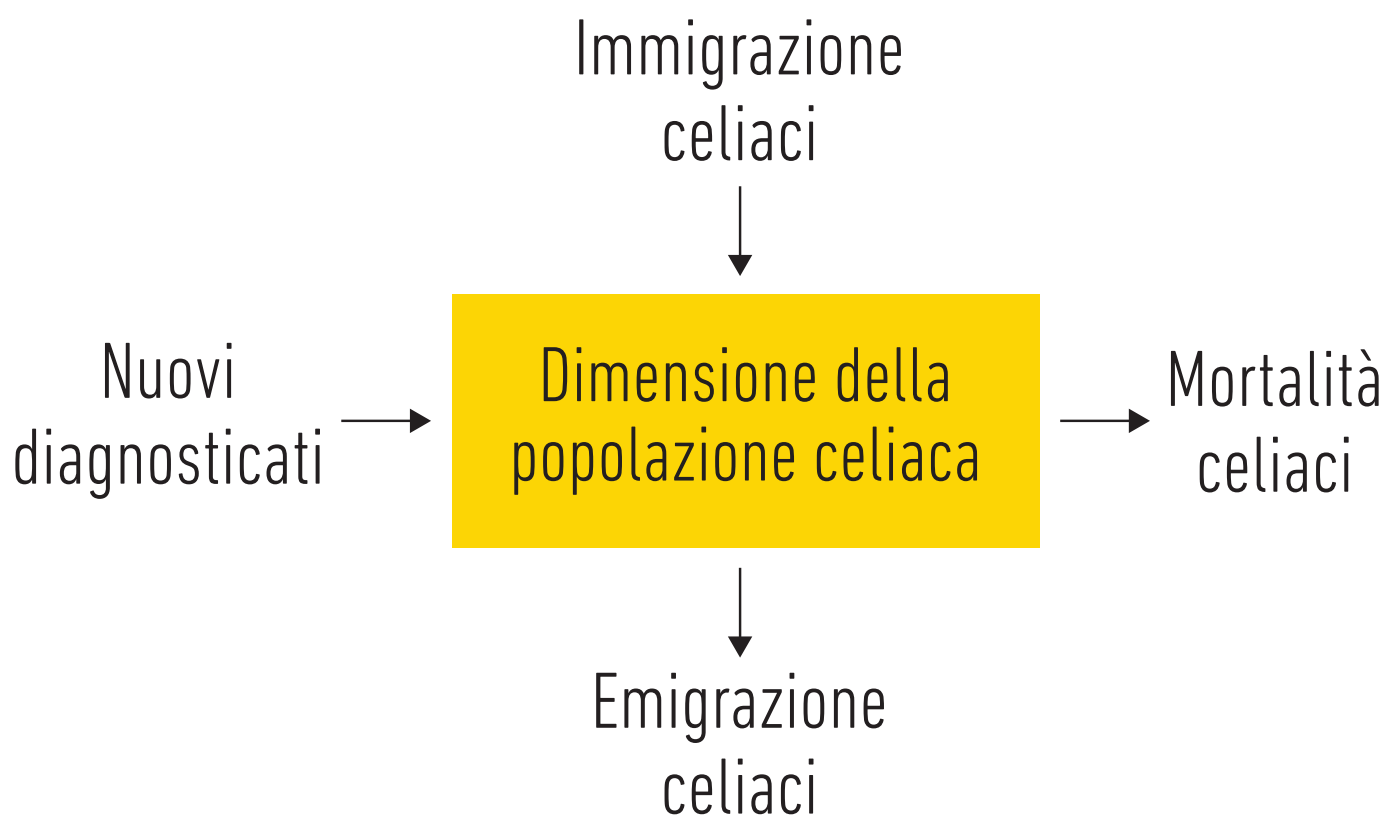 Immigrazione
celiaci
Nuovi
diagnosticati
Dimensione della
popolazione celiaca
Mortalità
celiaci
Emigrazione
celiaci